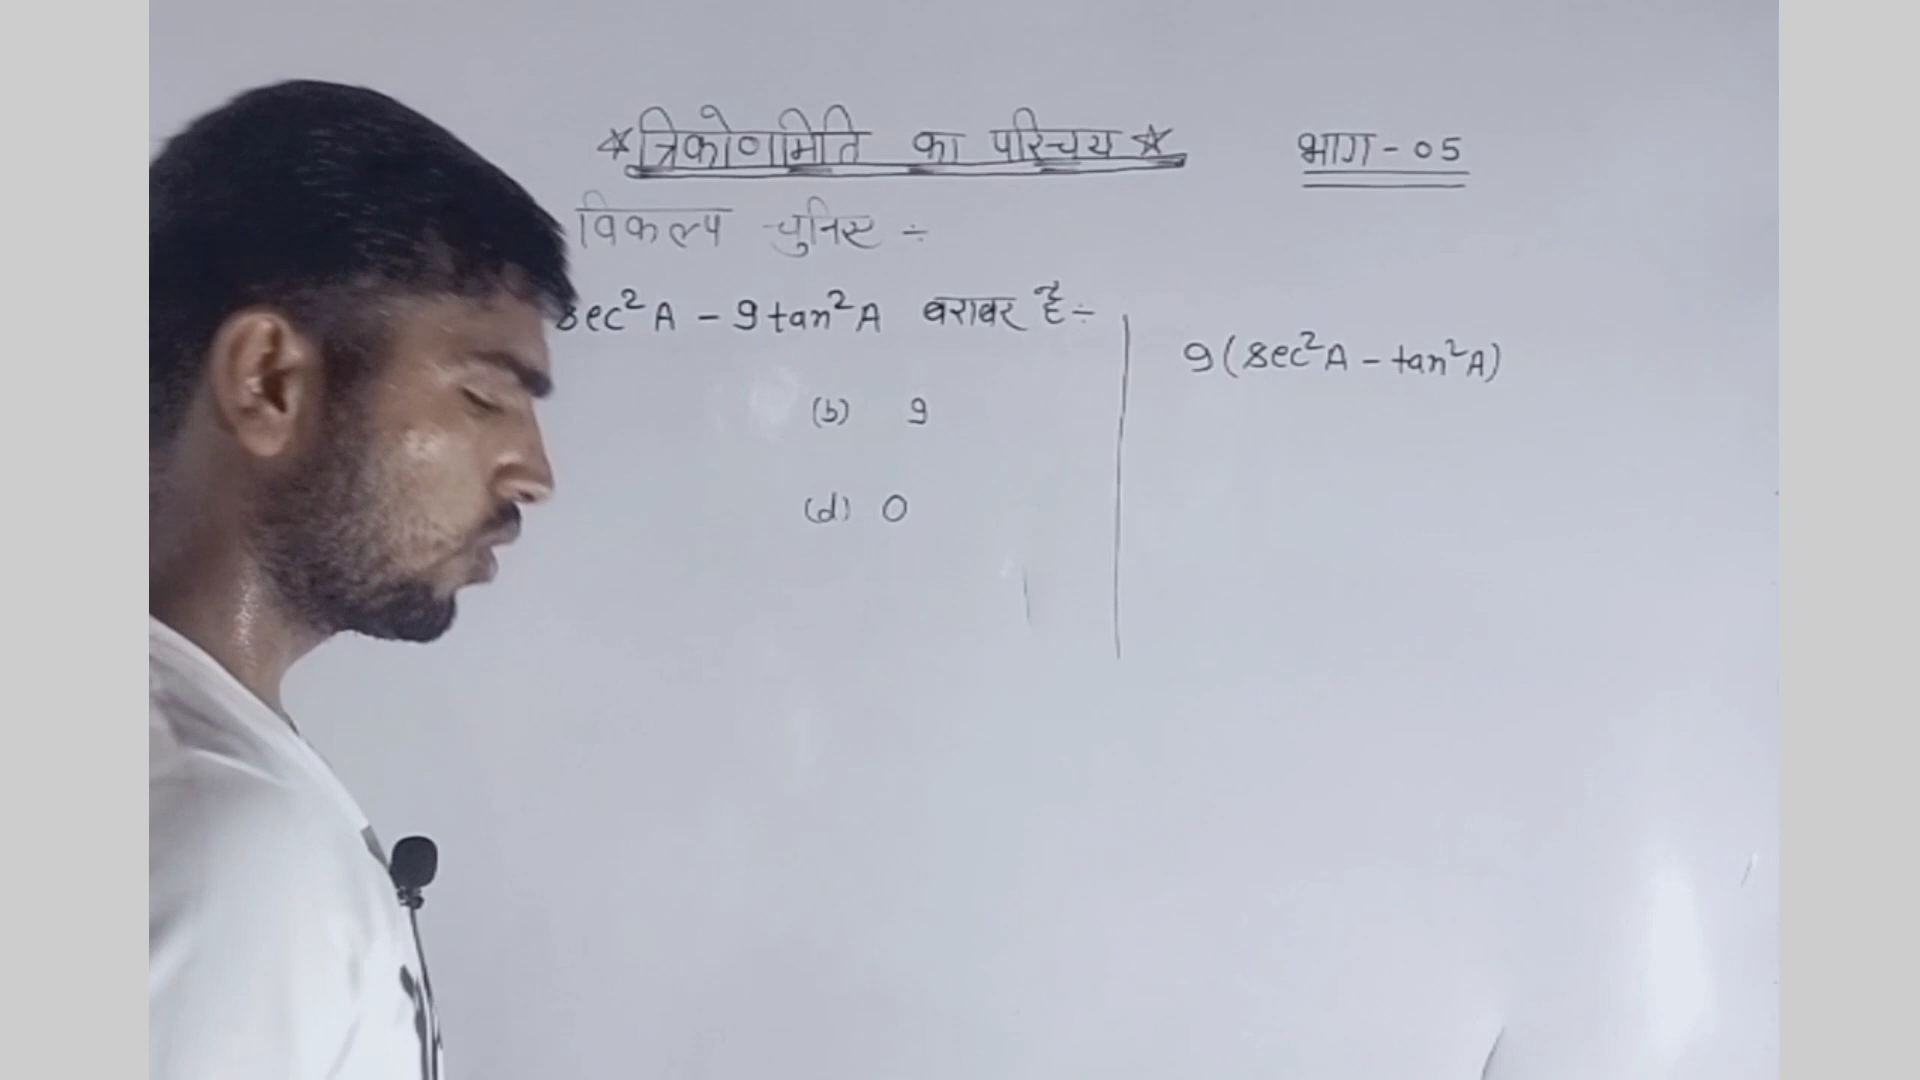 *त्रिकोणमिति का परिचय* भाग - 05
विकल्प चुनिए ÷
sec²A - 9tan²A बराबर है ÷
9(sec²A - tan²A)
(b) 9
(d) 0